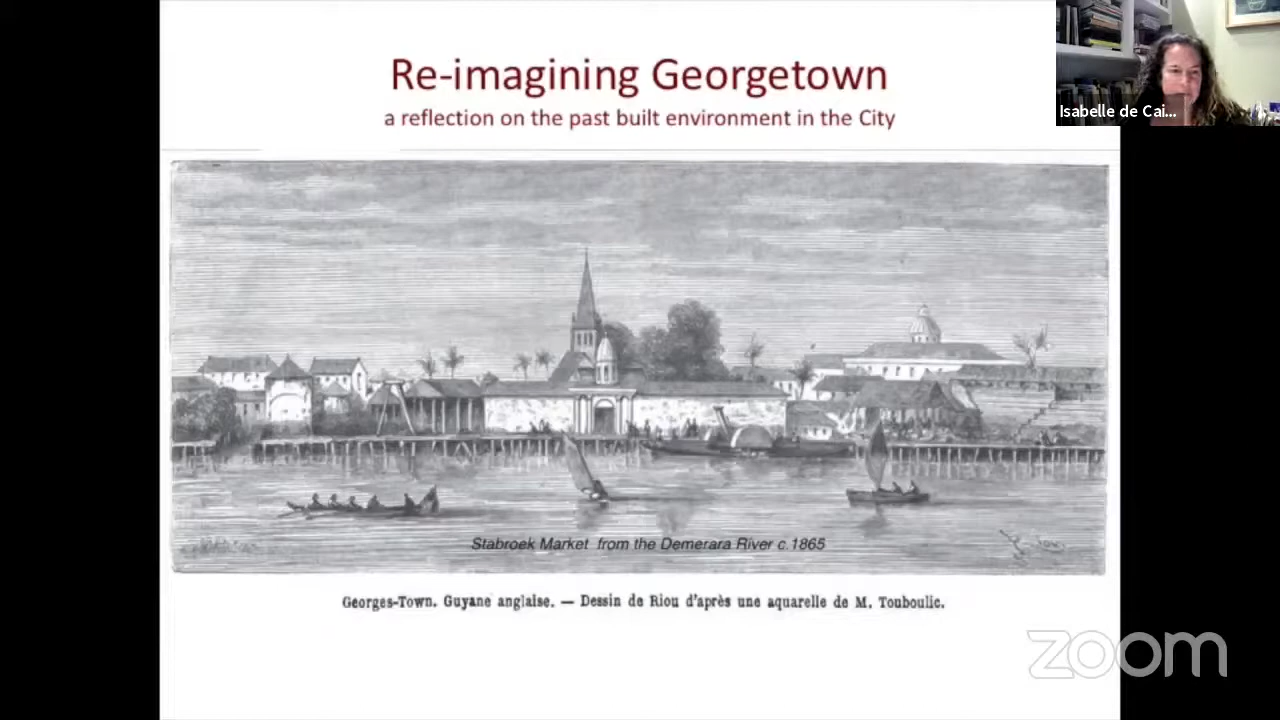 Re-imagining Georgetown
a reflection on the past built environment in the City
Isabelle de Cai...
Stabroek Market from the Demerara River c.1865
Georges-Town. Guyane anglaise. — Dessin de Riou d'après une aquarelle de M. Touboulic.
zoom